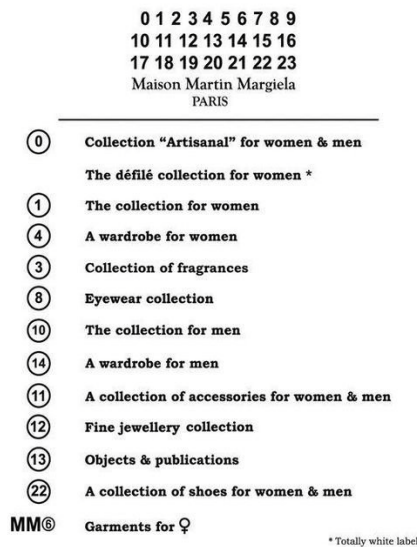 0 1 2 3 4 5 6 7 8 9
10 11 12 13 14 15 16
17 18 19 20 21 22 23
Maison Martin Margiela
PARIS
⓪ Collection “Artisanal” for women & men
The défilé collection for women *
① The collection for women
④ A wardrobe for women
③ Collection of fragrances
⑧ Eyewear collection
⑩ The collection for men
⑭ A wardrobe for men
⑪ A collection of accessories for women & men
⑫ Fine jewellery collection
⑬ Objects & publications
㉒ A collection of shoes for women & men
MM⑥ Garments for ♀
* Totally white label